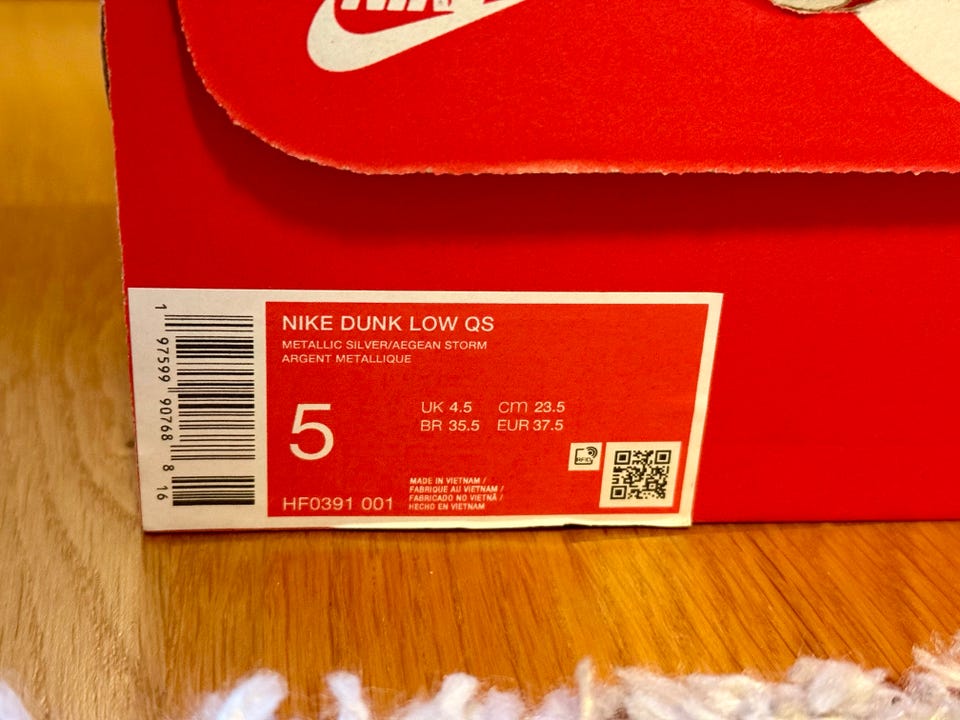 NIKE
NIKE DUNK LOW QS
METALLIC SILVER/AEGEAN STORM
ARGENT METALLIQUE
5
UK 4.5 cm 23.5
BR 35.5 EUR 37.5
RFID
HF0391 001
MADE IN VIETNAM /
FABRIQUE AU VIETNAM /
FABRICADO NO VIETNÃ /
HECHO EN VIETNAM
1 97599 90768 8 16